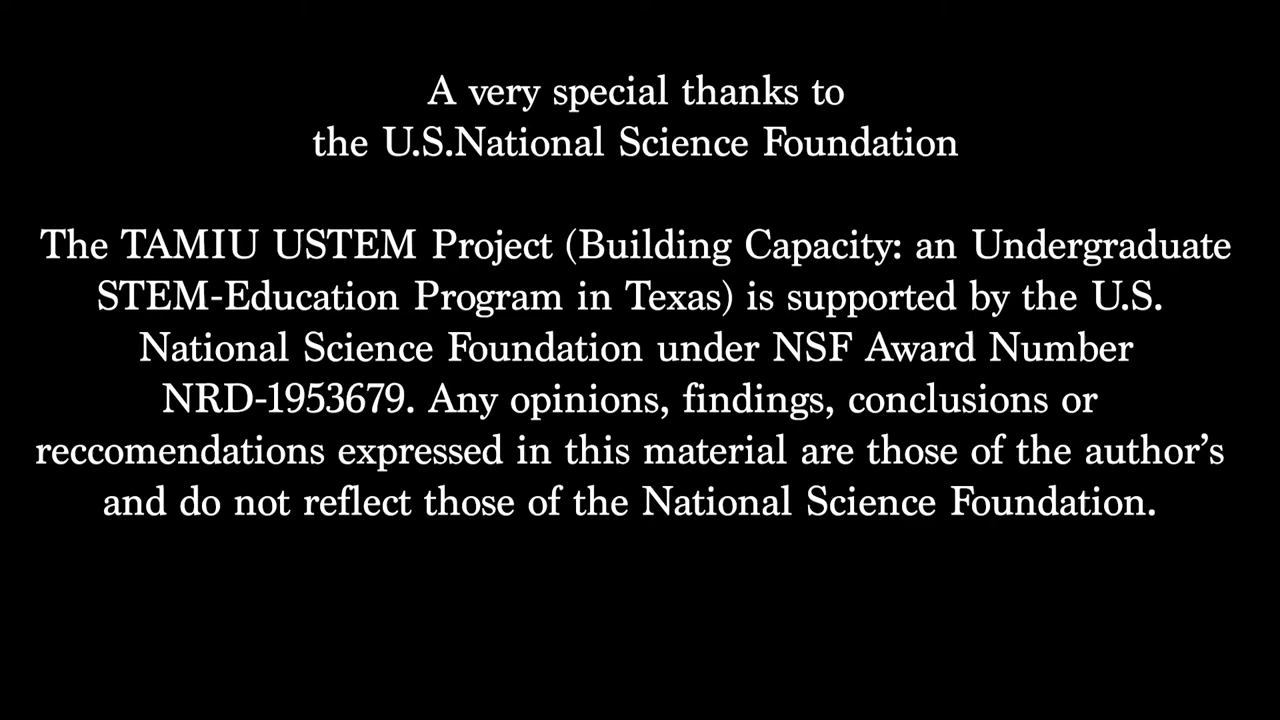 A very special thanks to
the U.S.National Science Foundation
The TAMIU USTEM Project (Building Capacity: an Undergraduate
STEM-Education Program in Texas) is supported by the U.S.
National Science Foundation under NSF Award Number
NRD-1953679. Any opinions, findings, conclusions or
reccomendations expressed in this material are those of the author’s
and do not reflect those of the National Science Foundation.